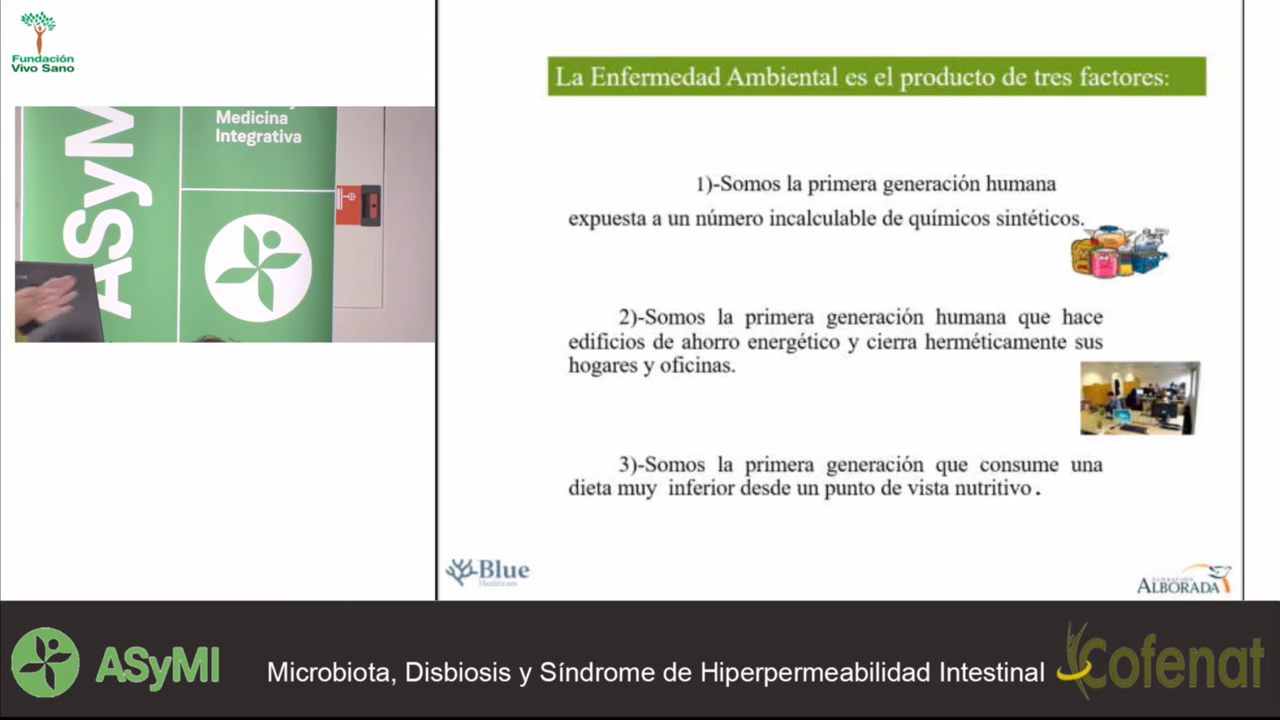 Fundación
Vivo Sano
ASyM
Medicina
Integrativa
La Enfermedad Ambiental es el producto de tres factores:
1)-Somos la primera generación humana
expuesta a un número incalculable de químicos sintéticos.
2)-Somos la primera generación humana que hace
edificios de ahorro energético y cierra herméticamente sus
hogares y oficinas.
3)-Somos la primera generación que consume una
dieta muy inferior desde un punto de vista nutritivo.
Blue
Healthcare
FUNDACIÓN
ALBORADA
ASyMI
Microbiota, Disbiosis y Síndrome de Hiperpermeabilidad Intestinal
Cofenat